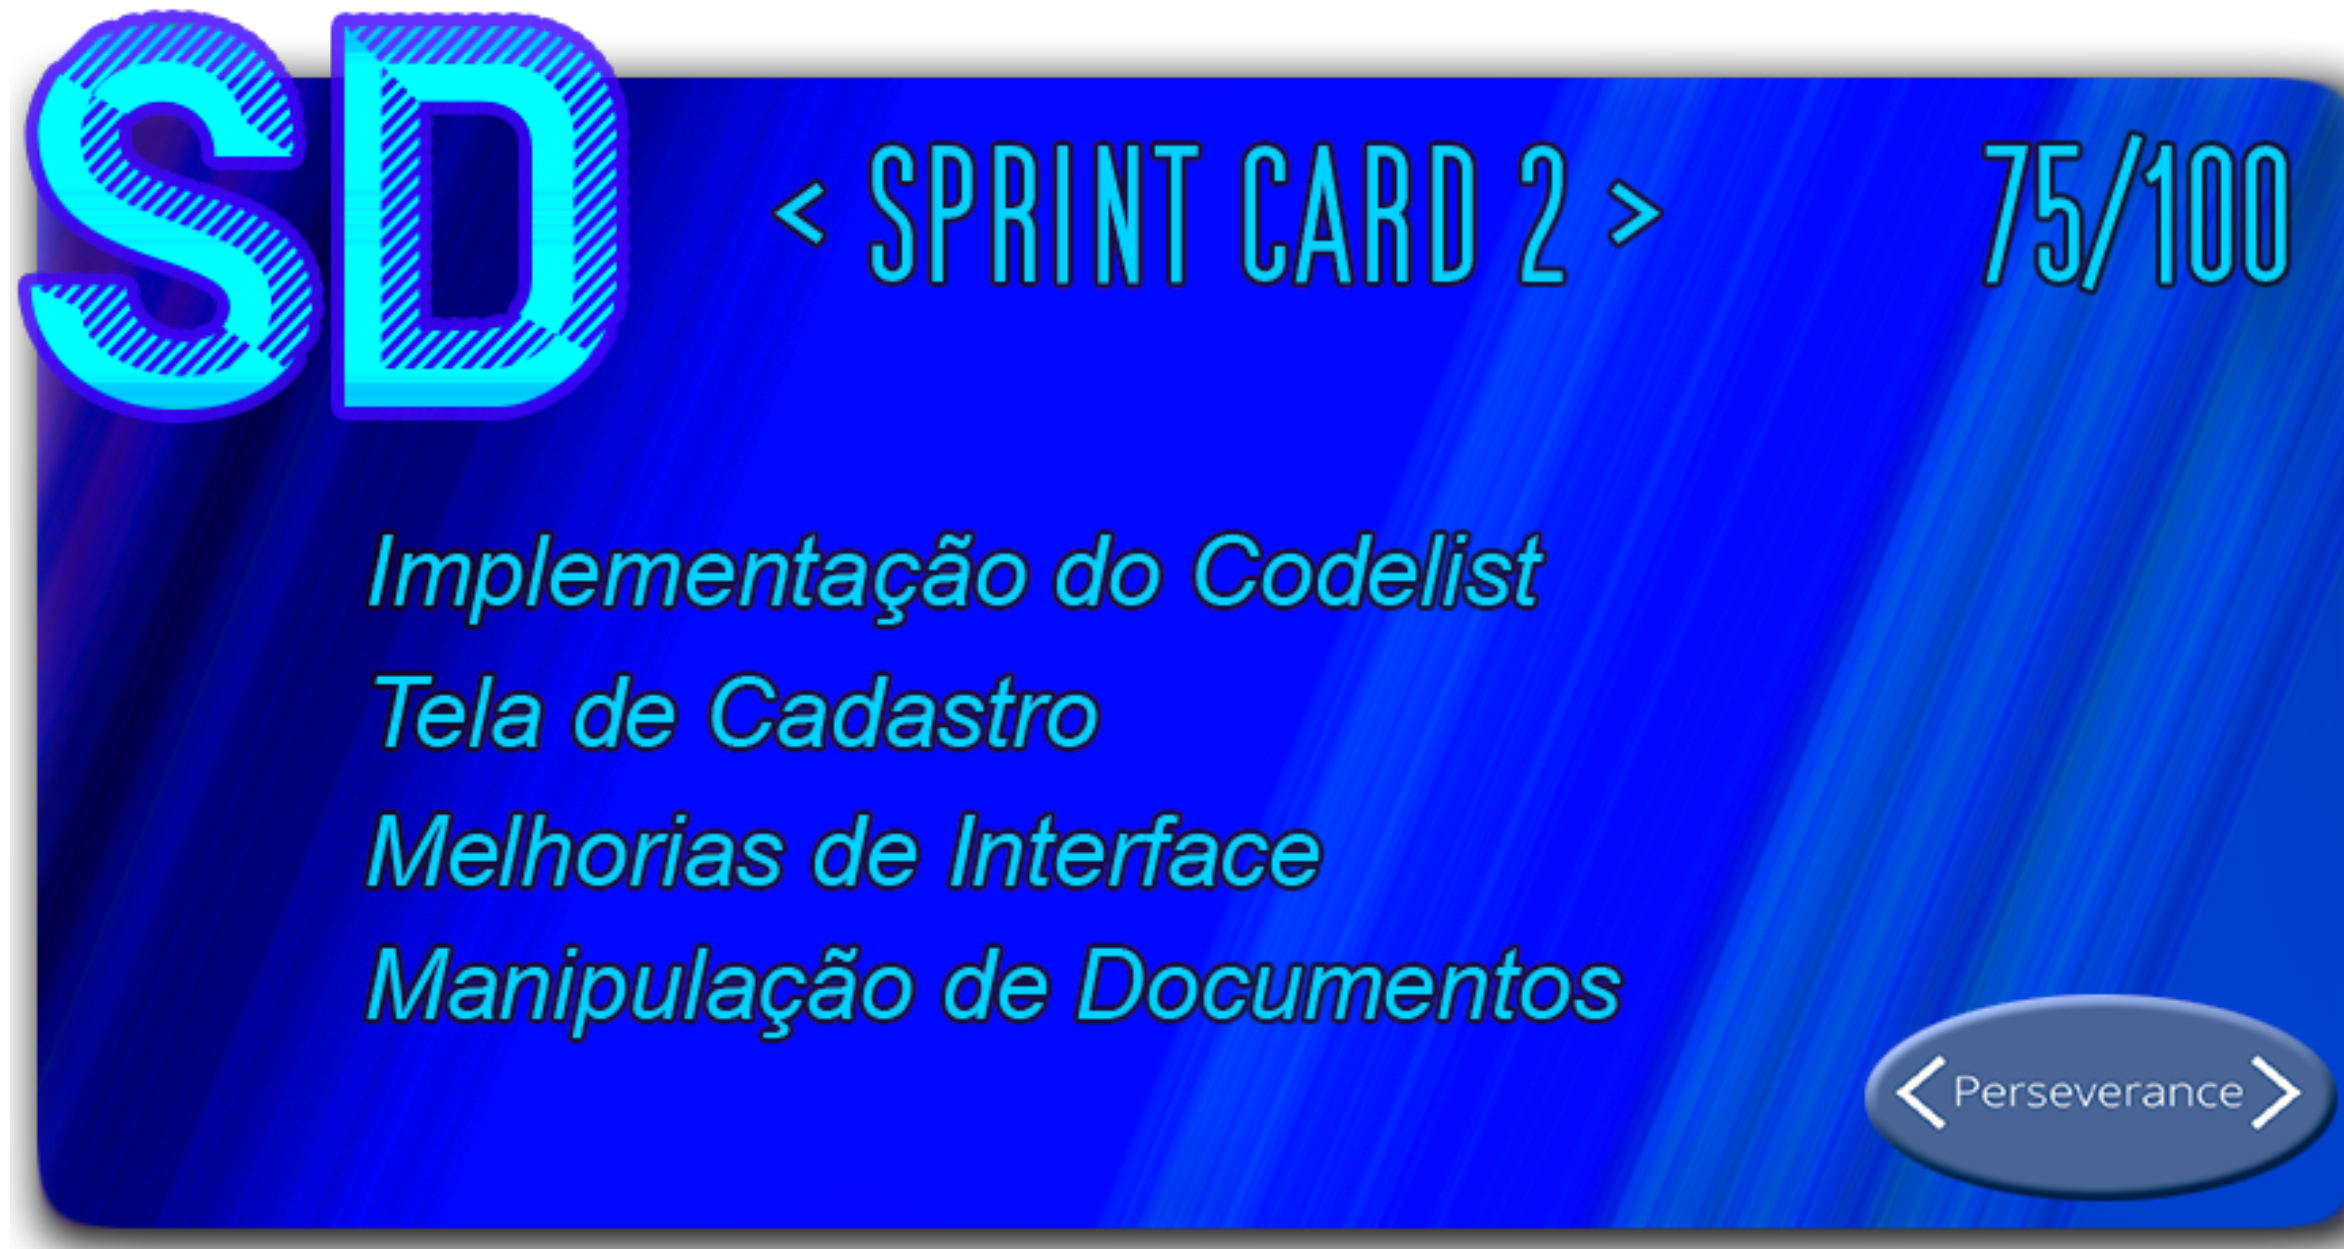 SD
< SPRINT CARD 2 >
75/100
Implementação do Codelist
Tela de Cadastro
Melhorias de Interface
Manipulação de Documentos
< Perseverance >